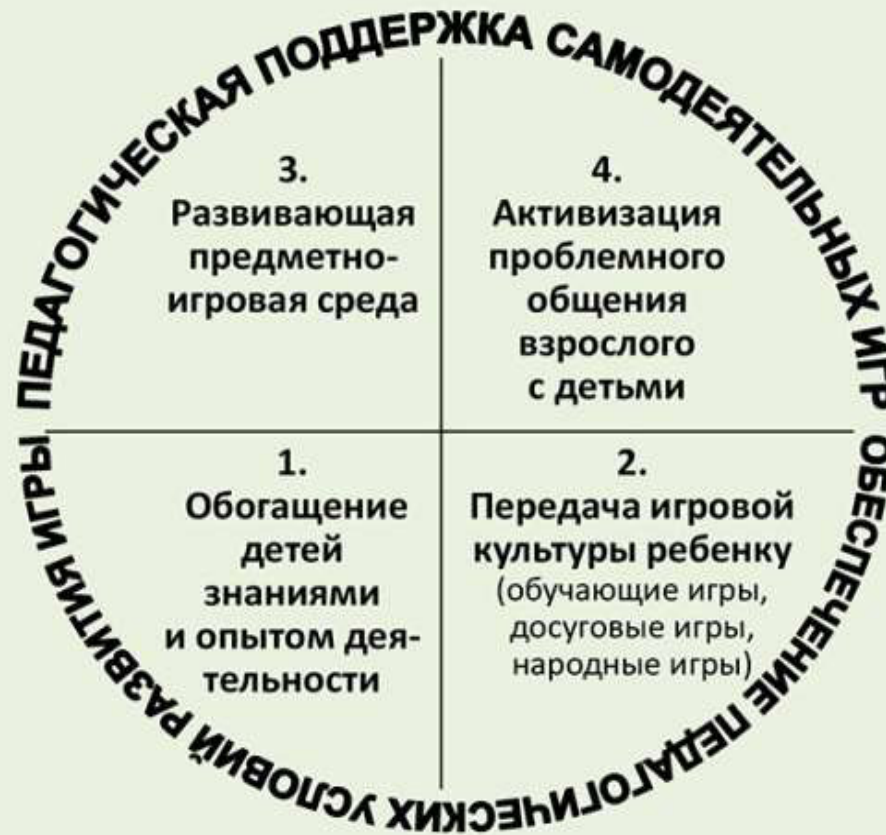 ПЕДАГОГИЧЕСКАЯ ПОДДЕРЖКА САМОДЕЯТЕЛЬНЫХ ИГР
3.
Развивающая
предметно-
игровая среда
4.
Активизация
проблемного
общения
взрослого
с детьми
1.
Обогащение
детей
знаниями
и опытом дея-
тельности
2.
Передача игровой
культуры ребенку
(обучающие игры,
досуговые игры,
народные игры)
ОБЕСПЕЧЕНИЕ ПЕДАГОГИЧЕСКИХ УСЛОВИЙ РАЗВИТИЯ ИГРЫ